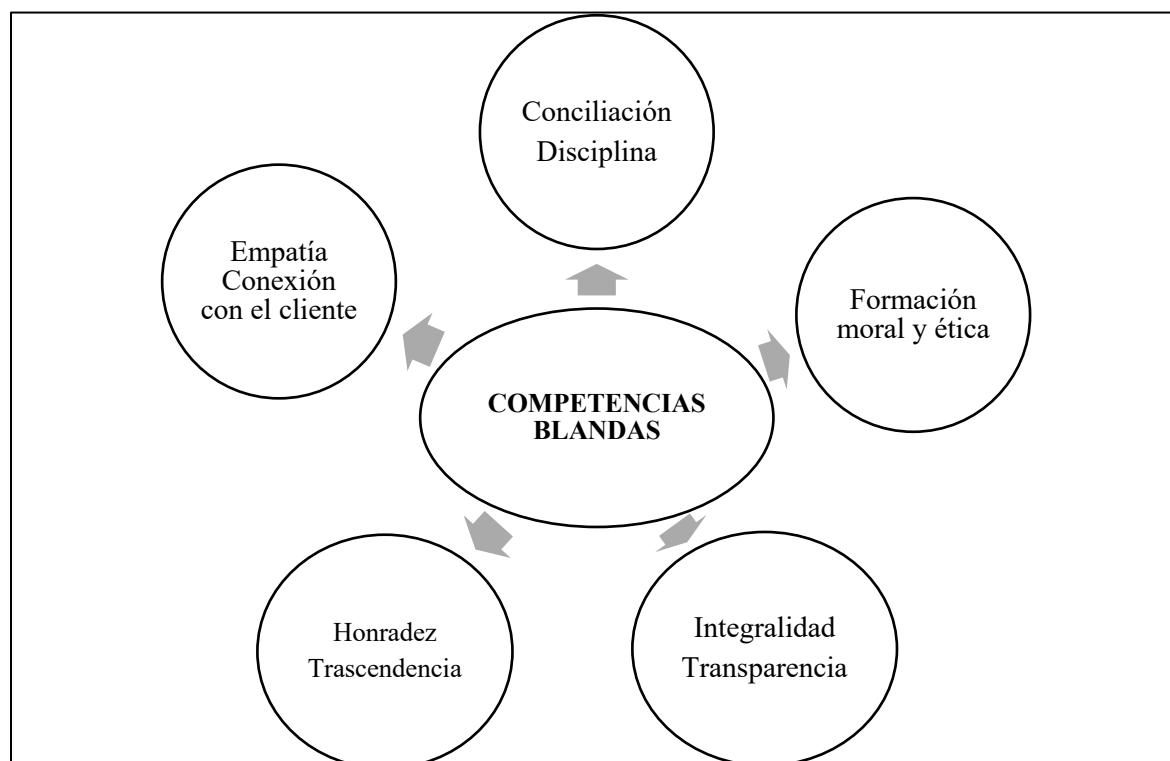 Conciliación
Disciplina
Empatía
Conexión
con el cliente
Formación
moral y ética
COMPETENCIAS
BLANDAS
Honradez
Trascendencia
Integralidad
Transparencia